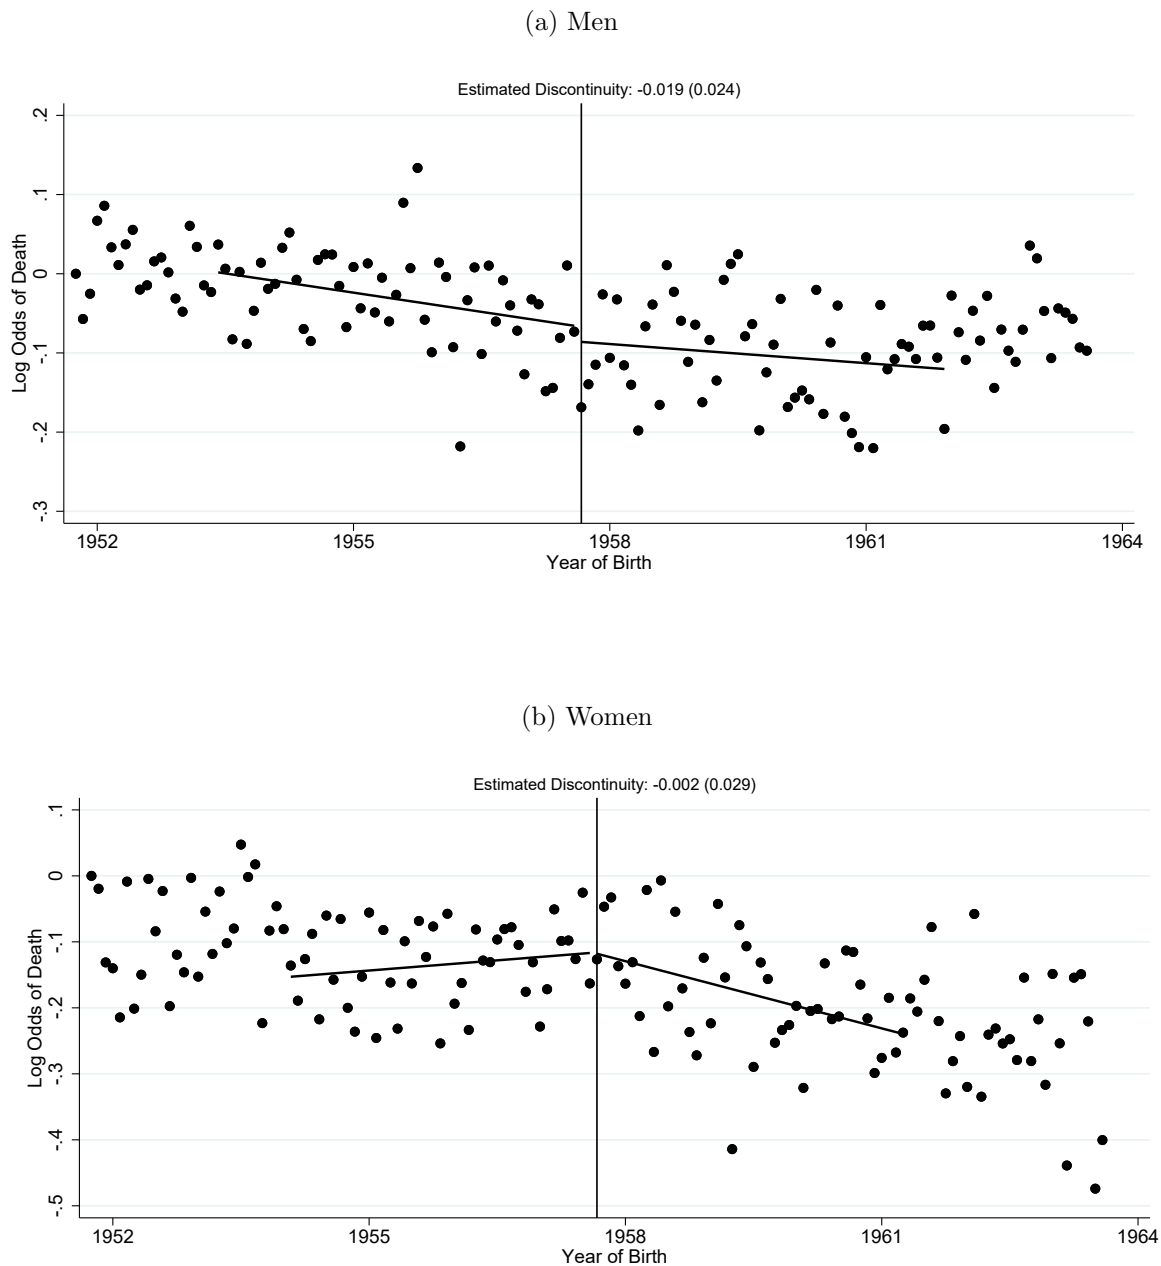 (a) Men
Estimated Discontinuity: -0.019 (0.024)
Log Odds of Death
.2
.1
0
-.1
-.2
-.3
1952 1955 1958 1961 1964
Year of Birth
(b) Women
Estimated Discontinuity: -0.002 (0.029)
Log Odds of Death
.1
0
-.1
-.2
-.3
-.4
-.5
1952 1955 1958 1961 1964
Year of Birth